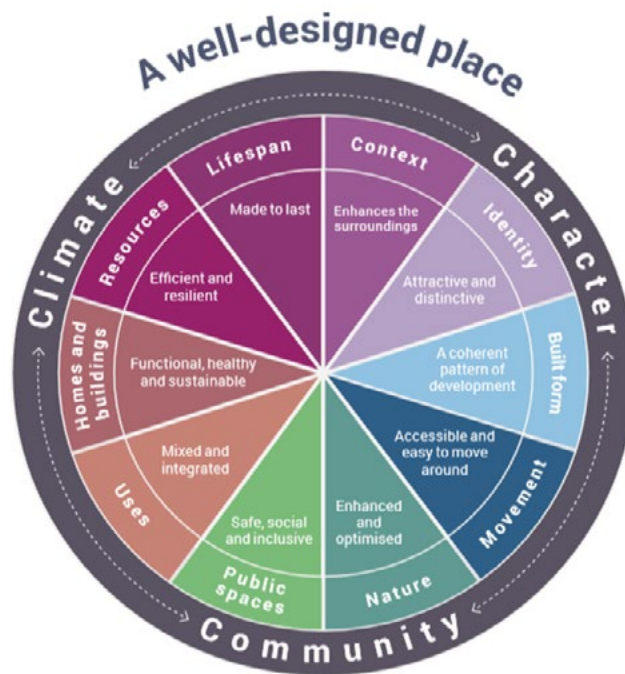 A well-designed place
Climate
Character
Community
Context
Enhances the
surroundings
Identity
Attractive and
distinctive
Built form
A coherent
pattern of
development
Movement
Accessible and
easy to move
around
Nature
Enhanced
and
optimised
Public
spaces
Safe, social
and inclusive
Uses
Mixed and
integrated
Homes and
buildings
Functional, healthy
and sustainable
Resources
Efficient and
resilient
Lifespan
Made to last